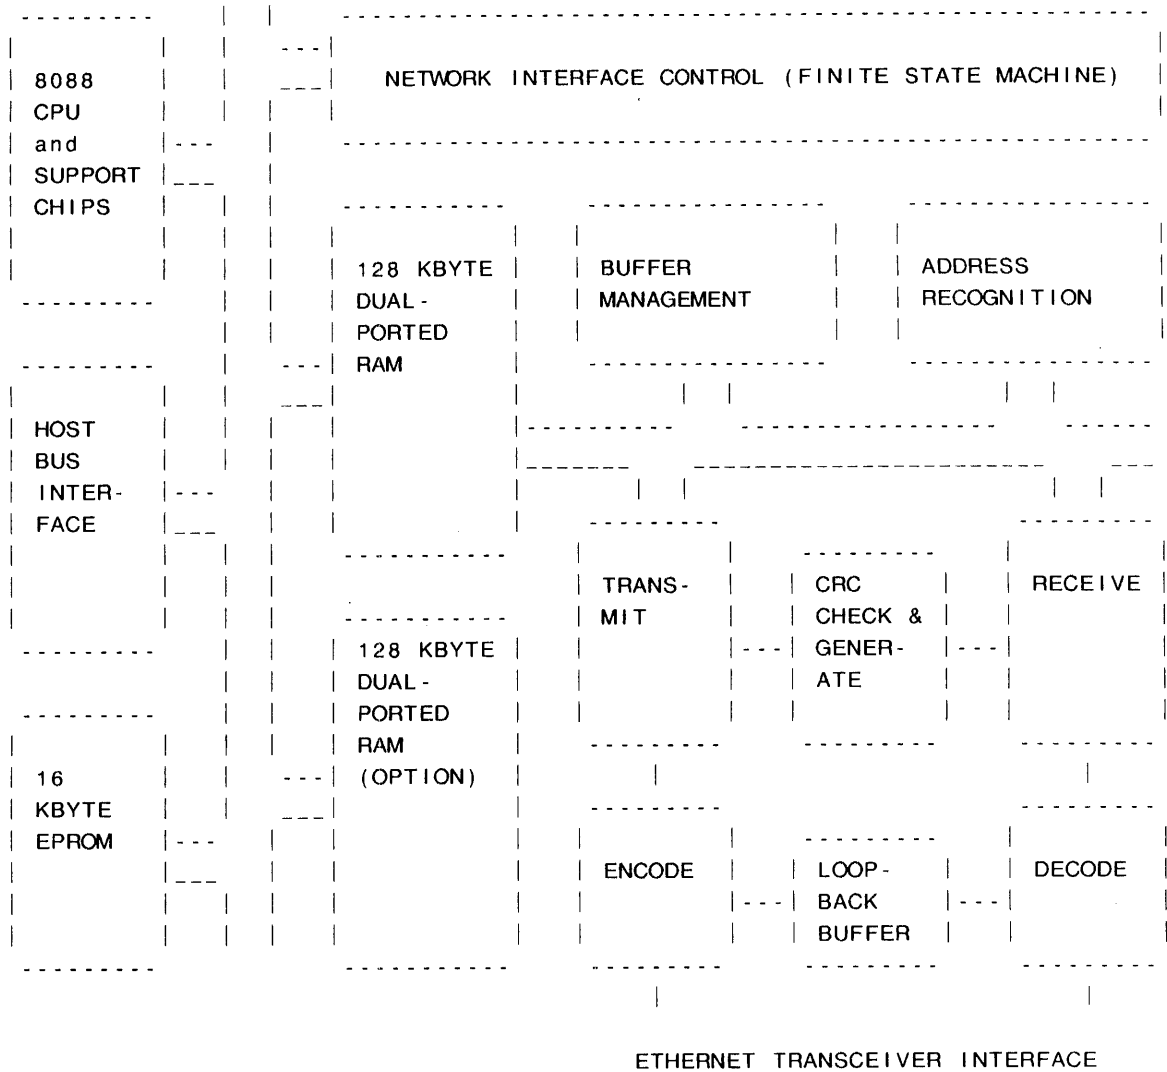 NETWORK INTERFACE CONTROL (FINITE STATE MACHINE)
8088
CPU
and
SUPPORT
CHIPS
128 KBYTE
DUAL-
PORTED
RAM
BUFFER
MANAGEMENT
ADDRESS
RECOGNITION
HOST
BUS
INTER-
FACE
TRANS-
MIT
CRC
CHECK &
GENER-
ATE
RECEIVE
128 KBYTE
DUAL-
PORTED
RAM
(OPTION)
16
KBYTE
EPROM
ENCODE
LOOP-
BACK
BUFFER
DECODE
ETHERNET TRANSCEIVER INTERFACE